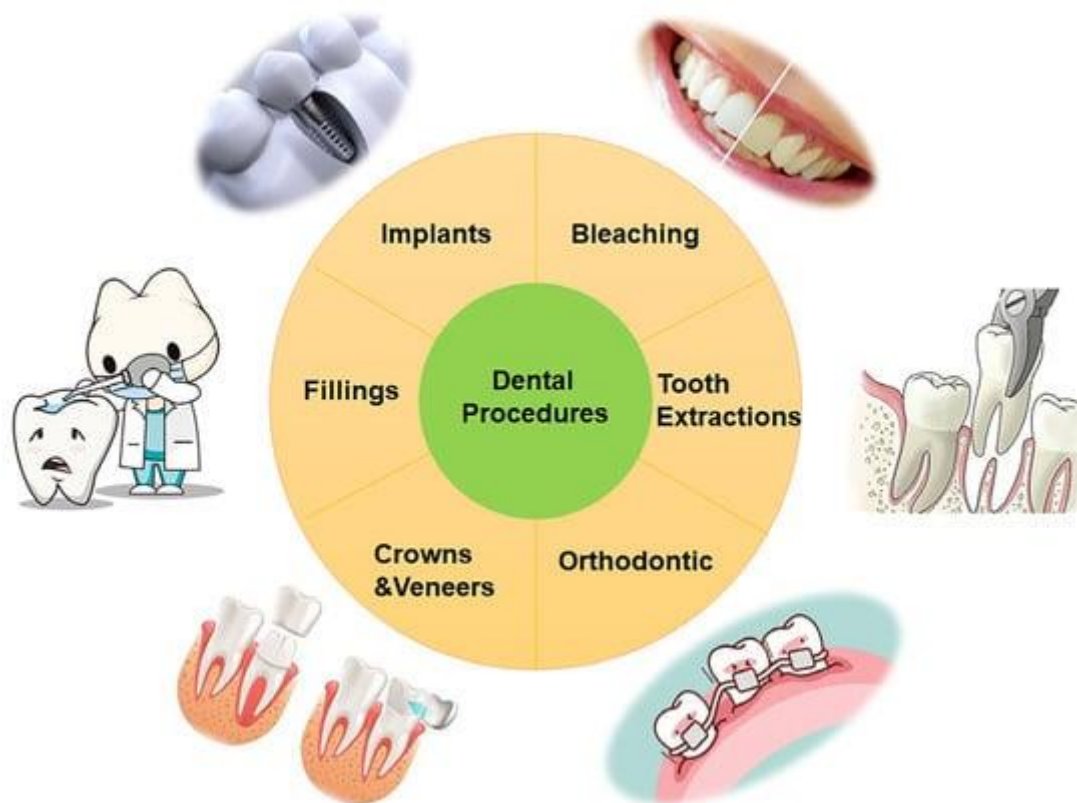 Implants
Bleaching
Fillings
Dental
Procedures
Tooth
Extractions
Crowns
&Veneers
Orthodontic